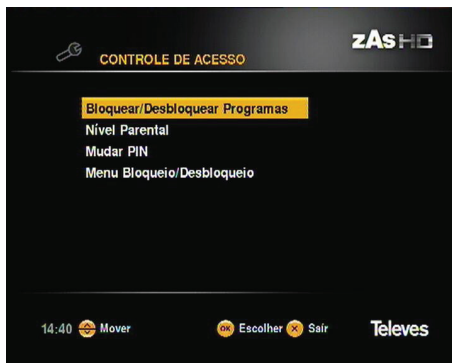 zAs HD
CONTROLE DE ACESSO
Bloquear/Desbloquear Programas
Nível Parental
Mudar PIN
Menu Bloqueio/Desbloqueio
14:40 Mover OK Escolher X Saír Televes